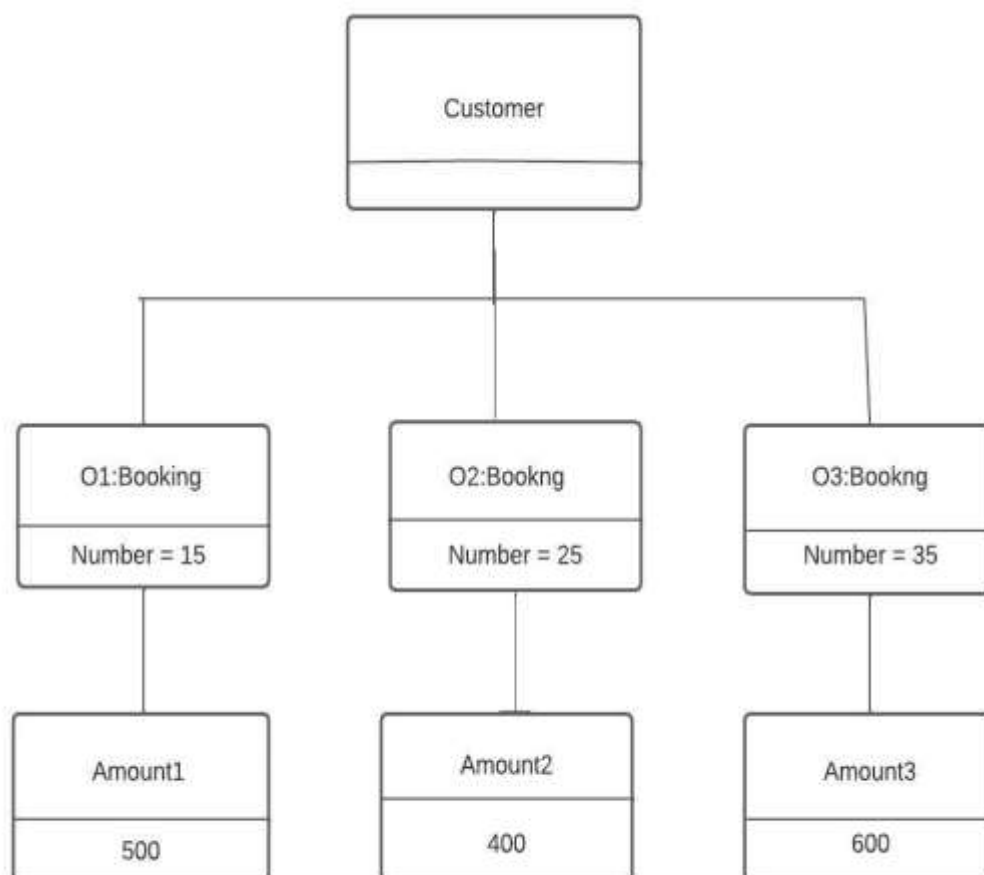 Customer
O1:Booking
O2:Bookng
O3:Bookng
Number = 15
Number = 25
Number = 35
Amount1
Amount2
Amount3
500
400
600